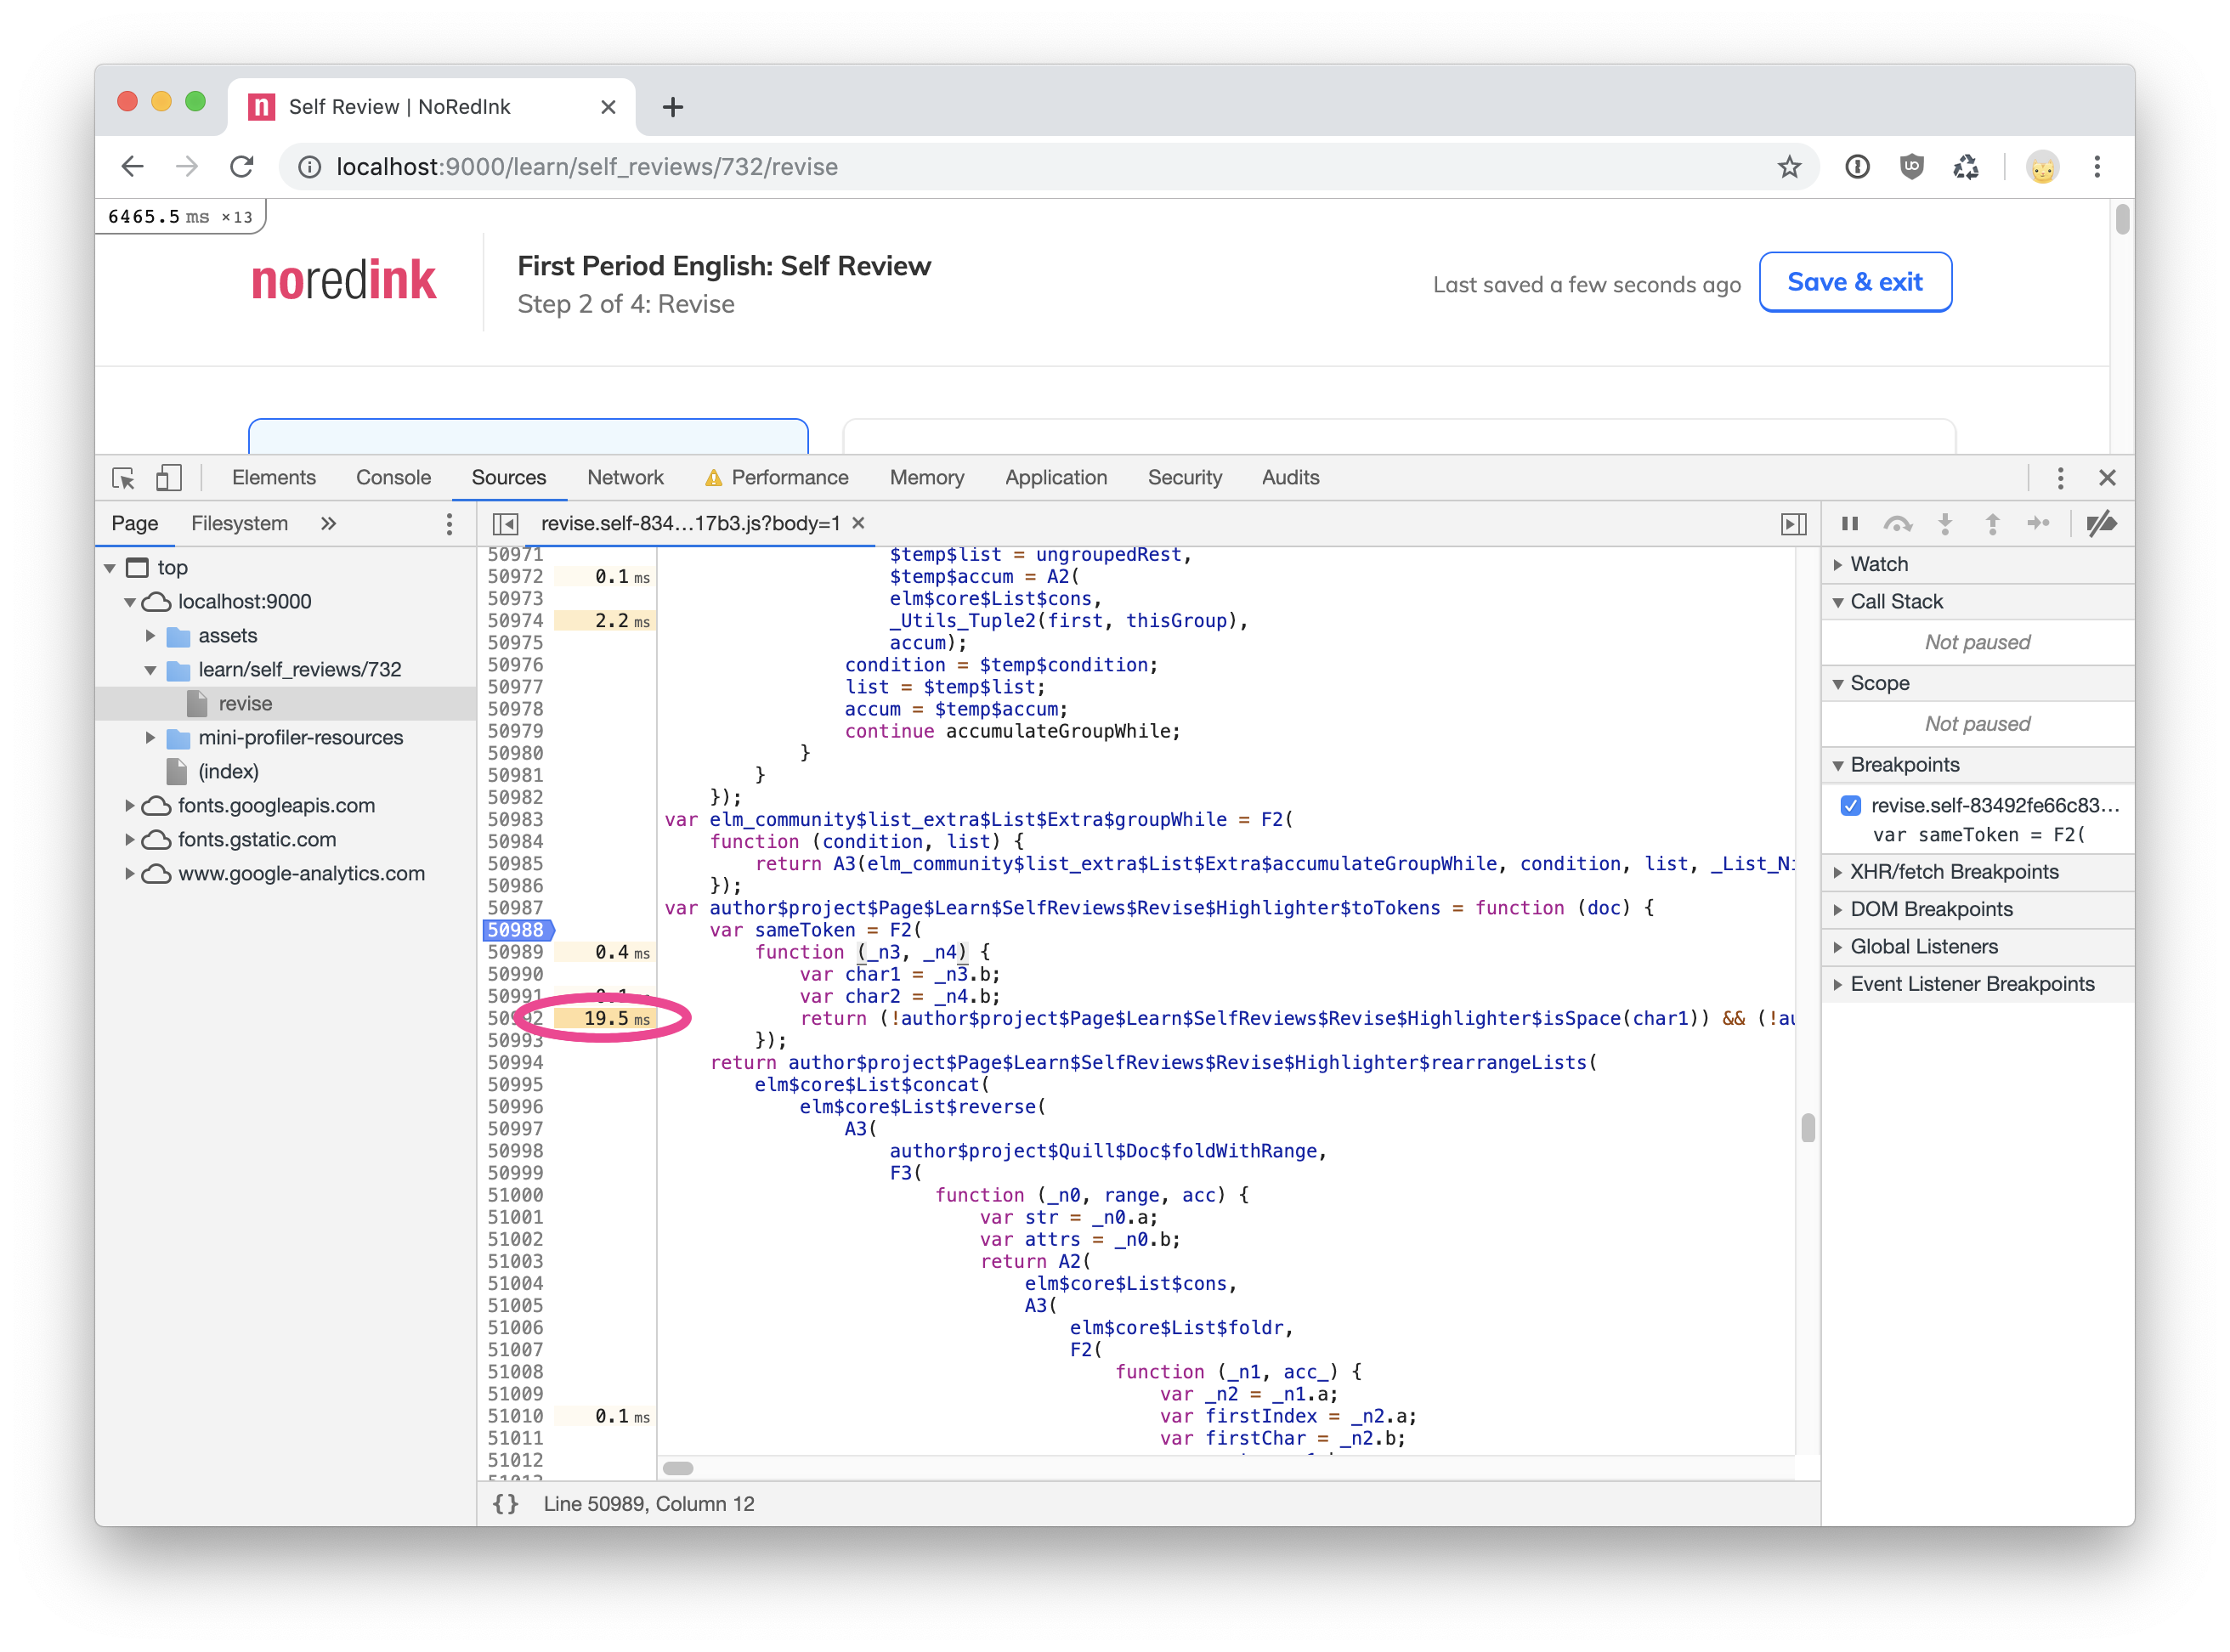 Self Review | NoRedInk
localhost:9000/learn/self_reviews/732/revise
6465.5 ms ×13
noredink
First Period English: Self Review
Step 2 of 4: Revise
Last saved a few seconds ago
Save & exit
Elements Console Sources Network Performance Memory Application Security Audits
Page Filesystem »
revise.self-834…17b3.js?body=1
top
localhost:9000
assets
learn/self_reviews/732
revise
mini-profiler-resources
(index)
fonts.googleapis.com
fonts.gstatic.com
www.google-analytics.com
50971 $temp$list = ungroupedRest,
50972 0.1 ms $temp$accum = A2(
50973 elm$core$List$cons,
50974 2.2 ms _Utils_Tuple2(first, thisGroup),
50975 accum);
50976 condition = $temp$condition;
50977 list = $temp$list;
50978 accum = $temp$accum;
50979 continue accumulateGroupWhile;
50980 }
50981 }
50982 });
50983 var elm_community$list_extra$List$Extra$groupWhile = F2(
50984 function (condition, list) {
50985 return A3(elm_community$list_extra$List$Extra$accumulateGroupWhile, condition, list,
50986 });
50987 var author$project$Page$Learn$SelfReviews$Revise$Highlighter$toTokens = function (doc) {
50988 var sameToken = F2(
50989 0.4 ms function (_n3, _n4) {
50990 var char1 = _n3.b;
50991 var char2 = _n4.b;
50992 19.5 ms return (!author$project$Page$Learn$SelfReviews$Revise$Highlighter$isSpace(char1)) && (
50993 });
50994 return author$project$Page$Learn$SelfReviews$Revise$Highlighter$rearrangeLists(
50995 elm$core$List$concat(
50996 elm$core$List$reverse(
50997 A3(
50998 author$project$Quill$Doc$foldWithRange,
50999 F3(
51000 function (_n0, range, acc) {
51001 var str = _n0.a;
51002 var attrs = _n0.b;
51003 return A2(
51004 elm$core$List$cons,
51005 A3(
51006 elm$core$List$foldr,
51007 F2(
51008 function (_n1, acc_) {
51009 var _n2 = _n1.a;
51010 0.1 ms var firstIndex = _n2.a;
51011 var firstChar = _n2.b;
51012
{} Line 50989, Column 12
Watch
Call Stack
Not paused
Scope
Not paused
Breakpoints
revise.self-83492fe66c83…
var sameToken = F2(
XHR/fetch Breakpoints
DOM Breakpoints
Global Listeners
Event Listener Breakpoints